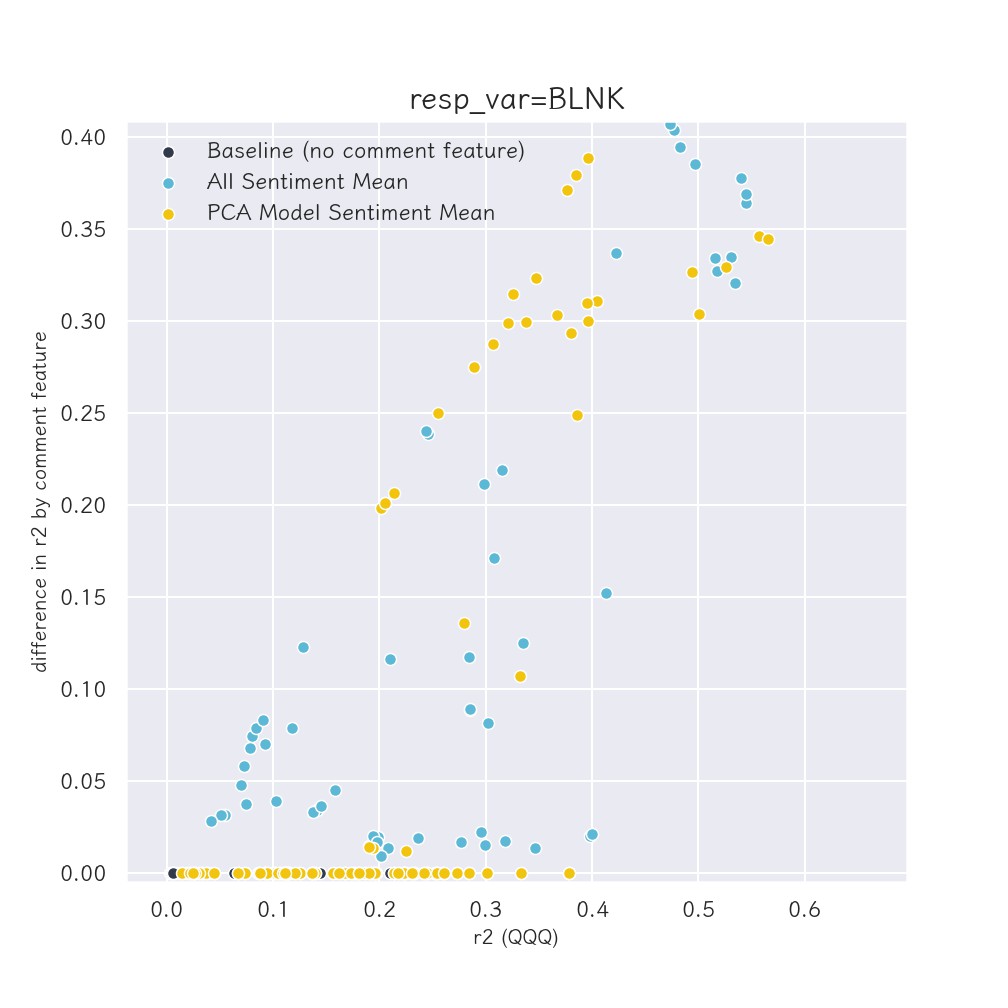 resp_var=BLNK
Baseline (no comment feature)
All Sentiment Mean
PCA Model Sentiment Mean
0.40
0.35
0.30
0.25
0.20
0.15
0.10
0.05
0.00
difference in r2 by comment feature
0.0 0.1 0.2 0.3 0.4 0.5 0.6
r2 (QQQ)